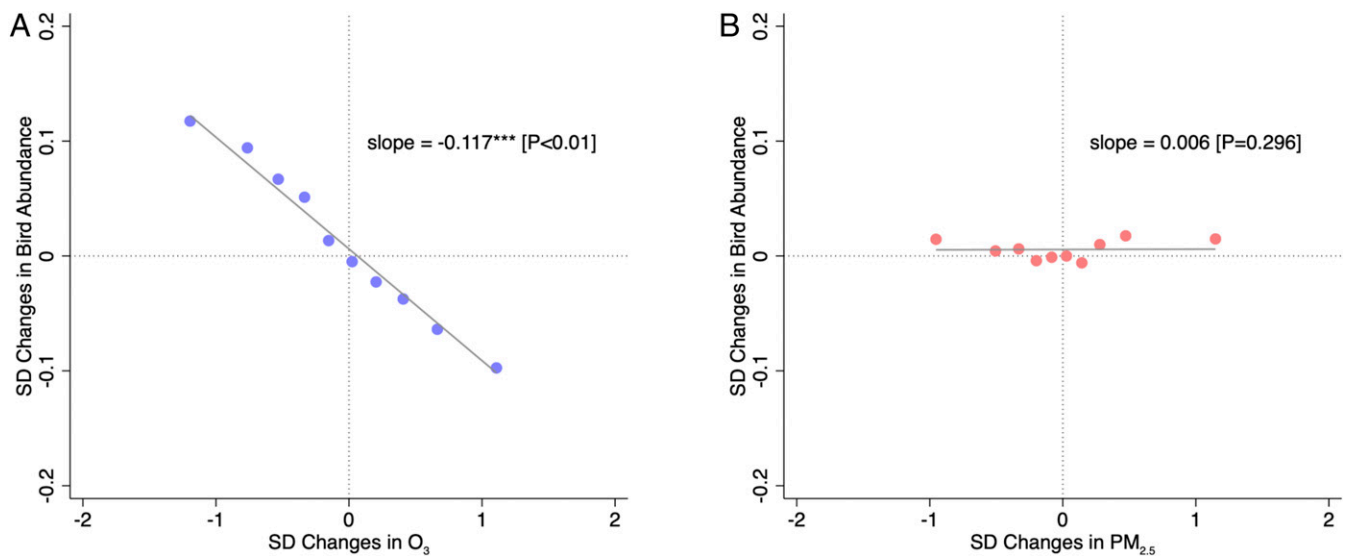 A
SD Changes in Bird Abundance
0.2
0.1
0
-0.1
-0.2
slope = -0.117*** [P<0.01]
-2 -1 0 1 2
SD Changes in O₃
B
SD Changes in Bird Abundance
0.2
0.1
0
-0.1
-0.2
slope = 0.006 [P=0.296]
-2 -1 0 1 2
SD Changes in PM₂.₅